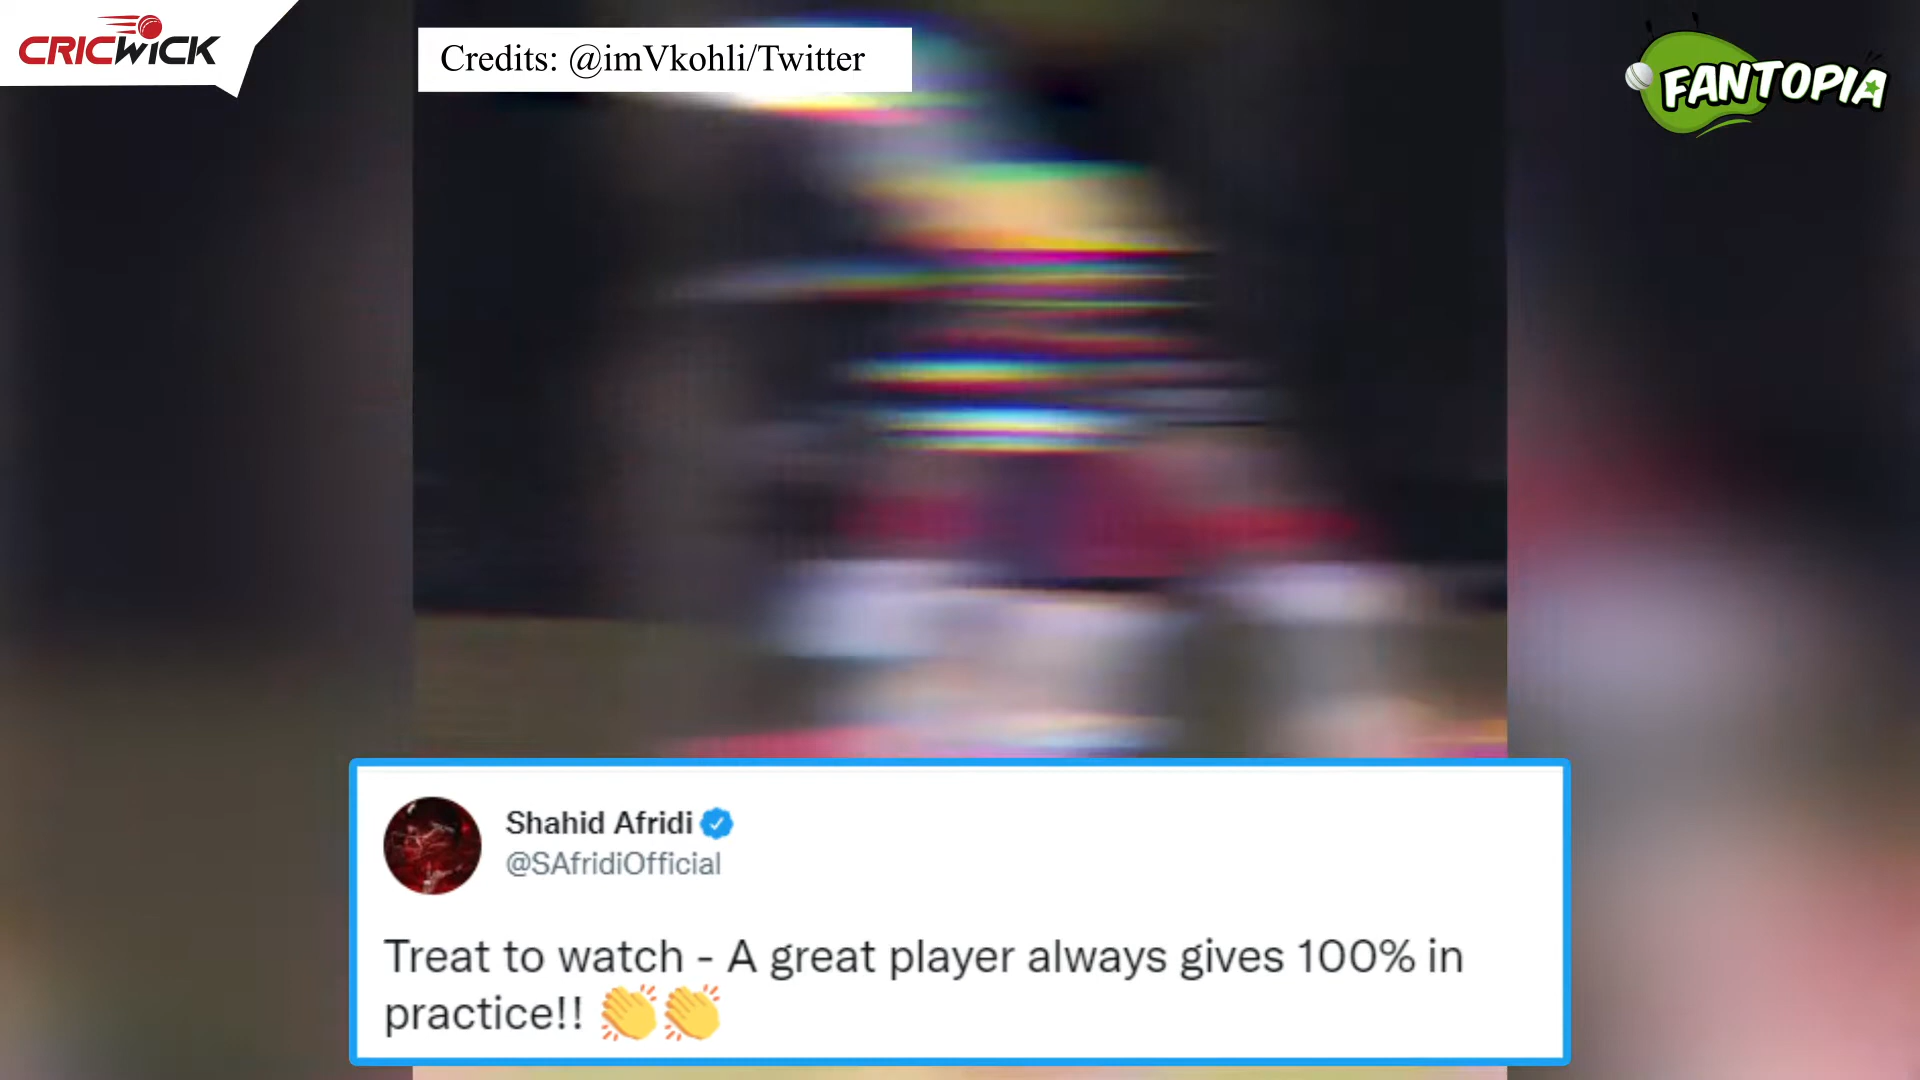 CRICWICK
Credits: @imVkohli/Twitter
FANTOPIA
Shahid Afridi
@SAfridiOfficial
Treat to watch - A great player always gives 100% in
practice!! 👏👏